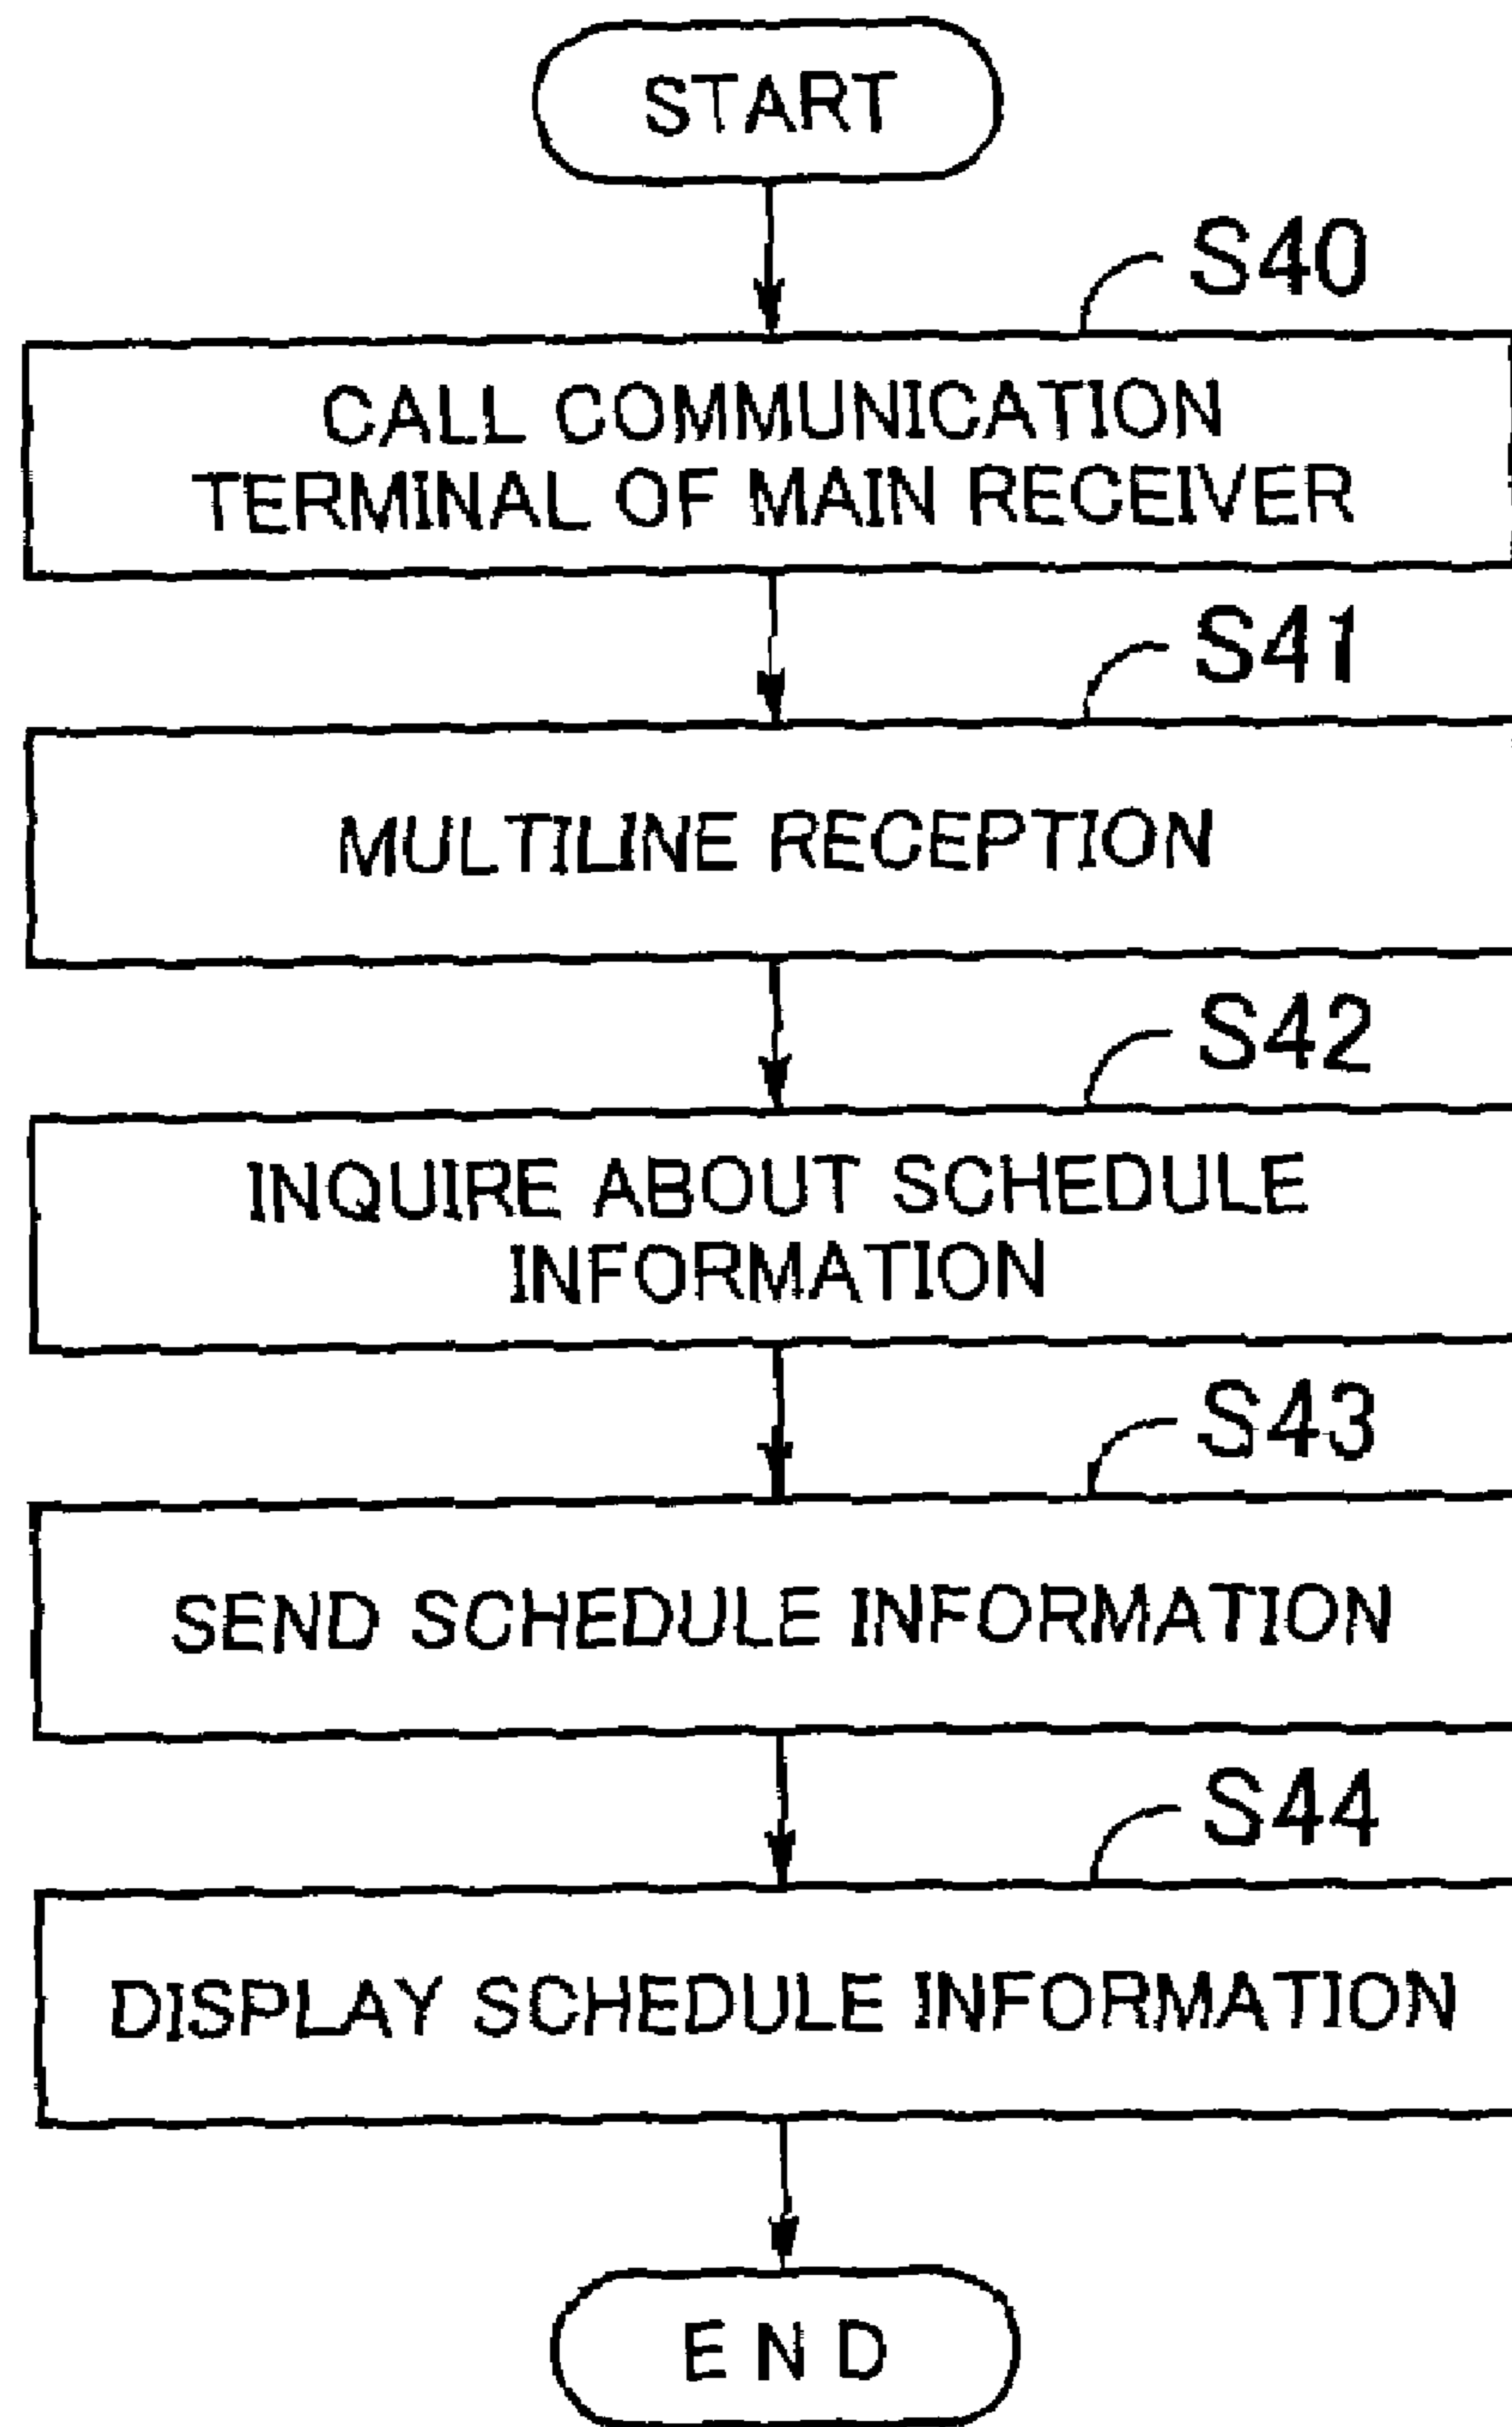 START
S40
CALL COMMUNICATION
TERMINAL OF MAIN RECEIVER
S41
MULTILINE RECEPTION
S42
INQUIRE ABOUT SCHEDULE
INFORMATION
S43
SEND SCHEDULE INFORMATION
S44
DISPLAY SCHEDULE INFORMATION
END